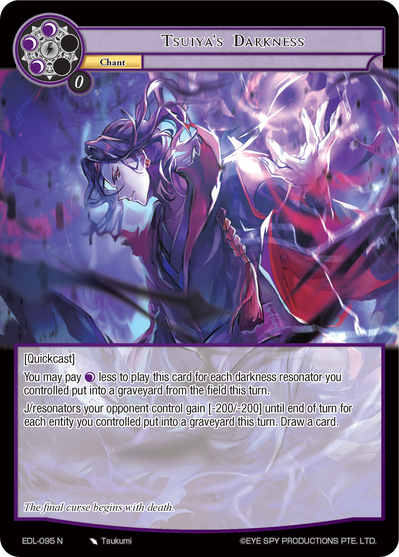 Tsuiya's Darkness
Chant
0
[Quickcast]
You may pay less to play this card for each darkness resonator you
controlled put into a graveyard from the field this turn.
J/resonators your opponent control gain [-200/-200] until end of turn for
each entity you controlled put into a graveyard this turn. Draw a card.
The final curse begins with death.
EDL-095 N Tsukumi ©EYE SPY PRODUCTIONS PTE. LTD.